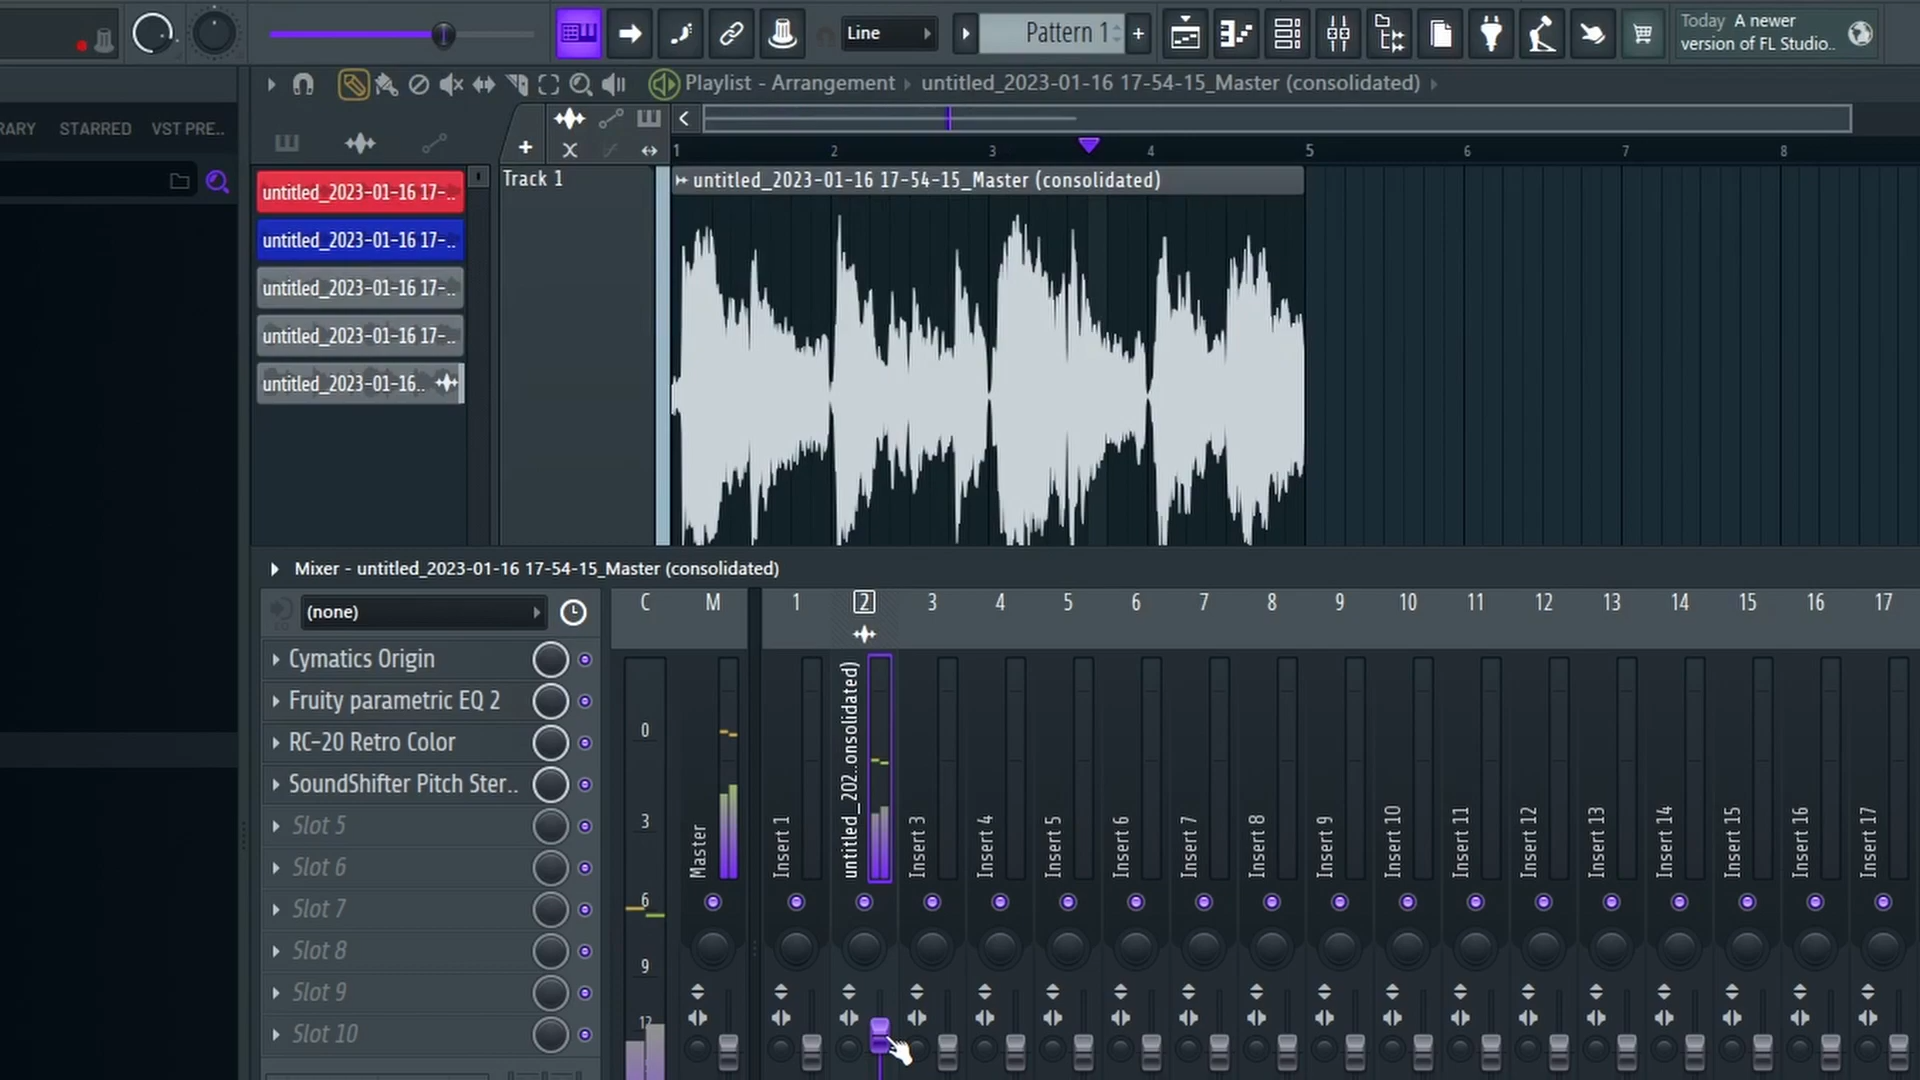 Line
Pattern 1
+
Today A newer
version of FL Studio..
Playlist - Arrangement
untitled_2023-01-16 17-54-15_Master (consolidated)
STARRED
VST PRE..
1 2 3 4 5 6 7 8
untitled_2023-01-16 17-..
untitled_2023-01-16 17-..
untitled_2023-01-16 17-..
untitled_2023-01-16 17-..
untitled_2023-01-16..
Track 1
untitled_2023-01-16 17-54-15_Master (consolidated)
Mixer - untitled_2023-01-16 17-54-15_Master (consolidated)
(none)
C M 1 2 3 4 5 6 7 8 9 10 11 12 13 14 15 16 17
Cymatics Origin
Fruity parametric EQ 2
RC-20 Retro Color
SoundShifter Pitch Ster..
Slot 5
Slot 6
Slot 7
Slot 8
Slot 9
Slot 10
0
3
6
9
12
Master
Insert 1
untitled_202..onsolidated)
Insert 3
Insert 4
Insert 5
Insert 6
Insert 7
Insert 8
Insert 9
Insert 10
Insert 11
Insert 12
Insert 13
Insert 14
Insert 15
Insert 16
Insert 17